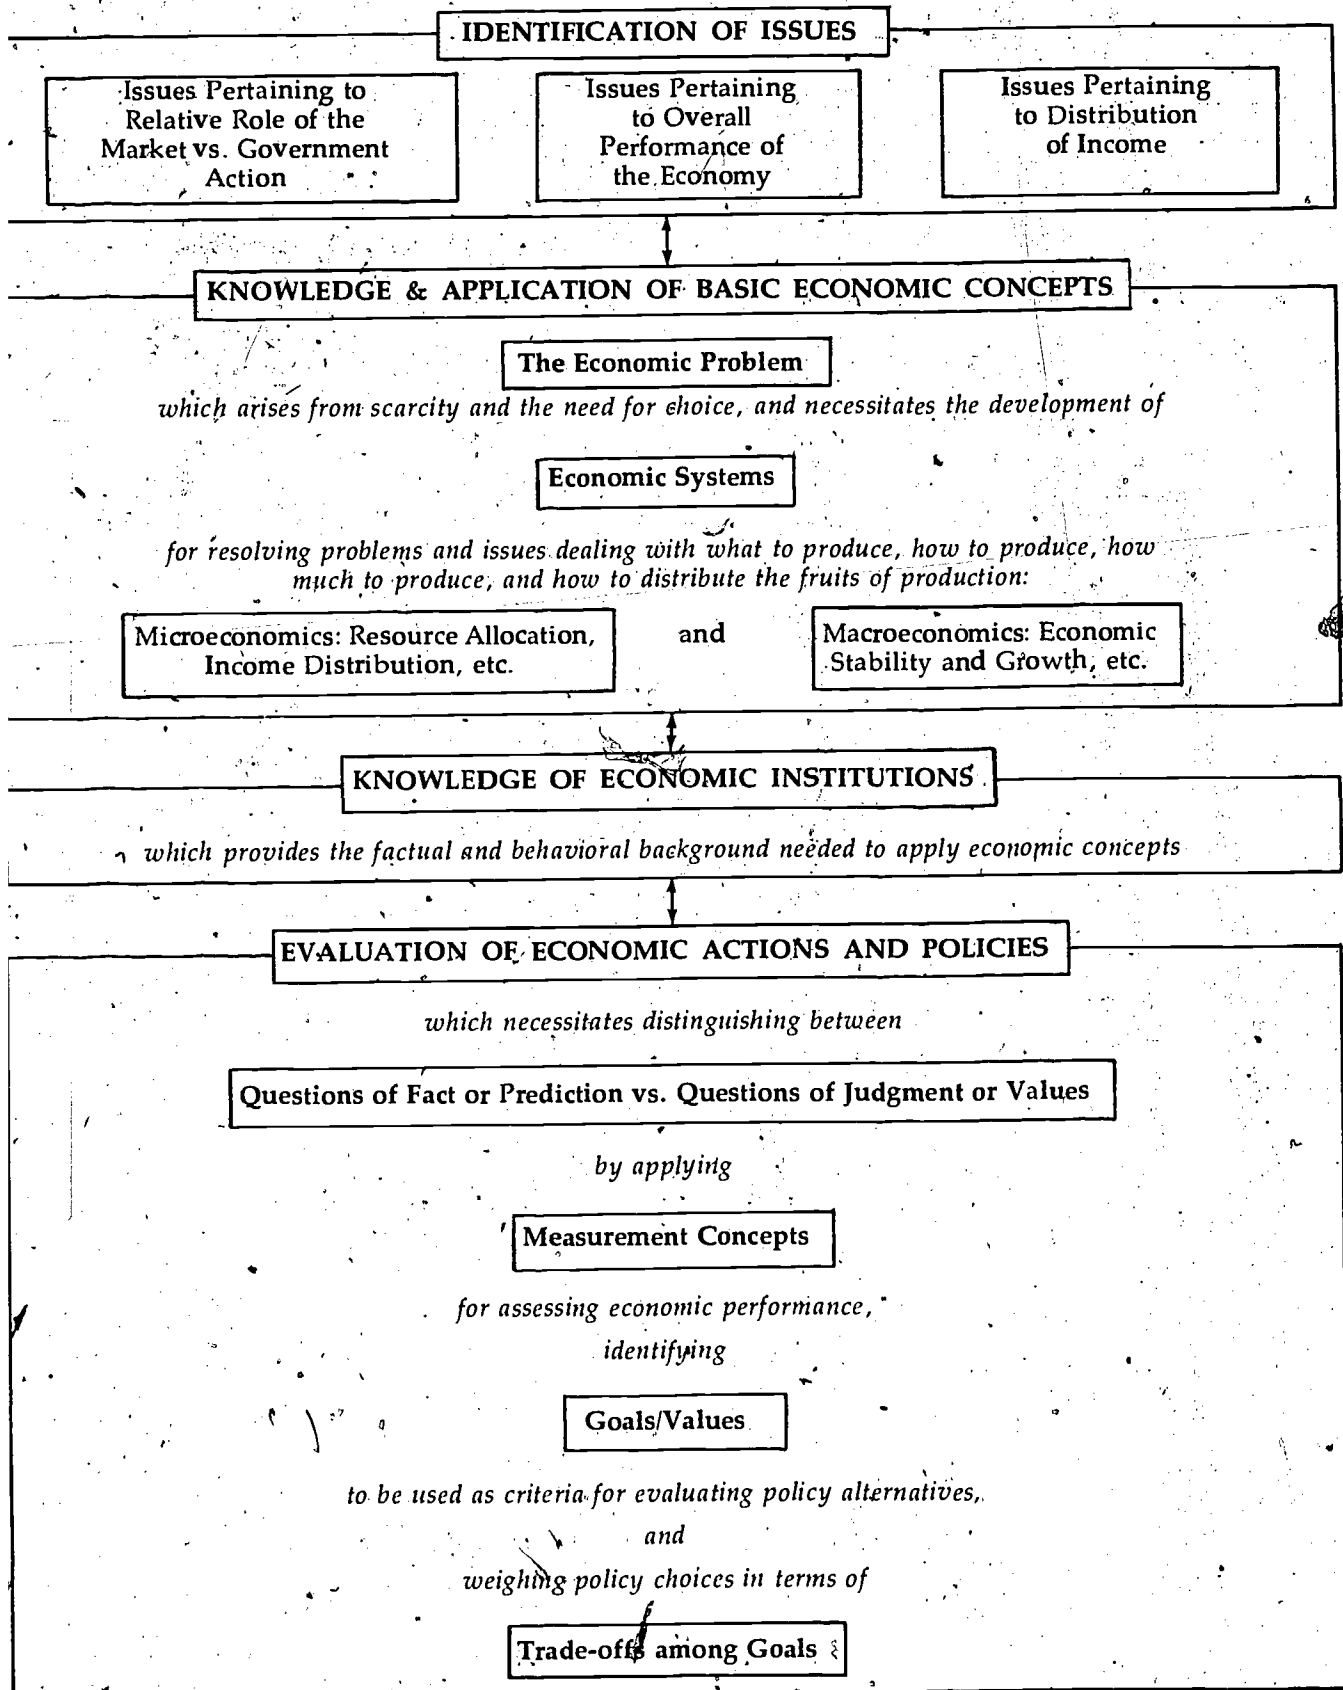 IDENTIFICATION OF ISSUES
Issues Pertaining to
Relative Role of the
Market vs. Government
Action
Issues Pertaining
to Overall
Performance of
the Economy
Issues Pertaining
to Distribution
of Income
KNOWLEDGE & APPLICATION OF BASIC ECONOMIC CONCEPTS
The Economic Problem
which arises from scarcity and the need for choice, and necessitates the development of
Economic Systems
for resolving problems and issues dealing with what to produce, how to produce, how
much to produce, and how to distribute the fruits of production:
Microeconomics: Resource Allocation,
Income Distribution, etc.
and
Macroeconomics: Economic
Stability and Growth, etc.
KNOWLEDGE OF ECONOMIC INSTITUTIONS
which provides the factual and behavioral background needed to apply economic concepts
EVALUATION OF ECONOMIC ACTIONS AND POLICIES
which necessitates distinguishing between
Questions of Fact or Prediction vs. Questions of Judgment or Values
by applying
Measurement Concepts
for assessing economic performance,
identifying
Goals/Values
to be used as criteria for evaluating policy alternatives,
and
weighing policy choices in terms of
Trade-offs among Goals